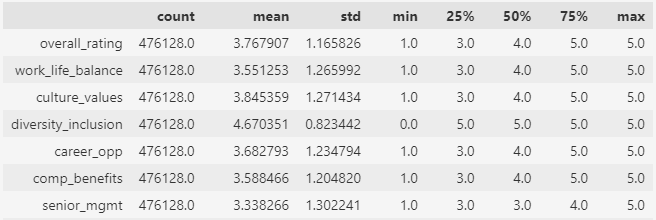 count mean std min 25% 50% 75% max
overall_rating 476128.0 3.767907 1.165826 1.0 3.0 4.0 5.0 5.0
work_life_balance 476128.0 3.551253 1.265992 1.0 3.0 4.0 5.0 5.0
culture_values 476128.0 3.845359 1.271434 1.0 3.0 4.0 5.0 5.0
diversity_inclusion 476128.0 4.670351 0.823442 0.0 5.0 5.0 5.0 5.0
career_opp 476128.0 3.682793 1.234794 1.0 3.0 4.0 5.0 5.0
comp_benefits 476128.0 3.588466 1.204820 1.0 3.0 4.0 5.0 5.0
senior_mgmt 476128.0 3.338266 1.302241 1.0 3.0 3.0 4.0 5.0